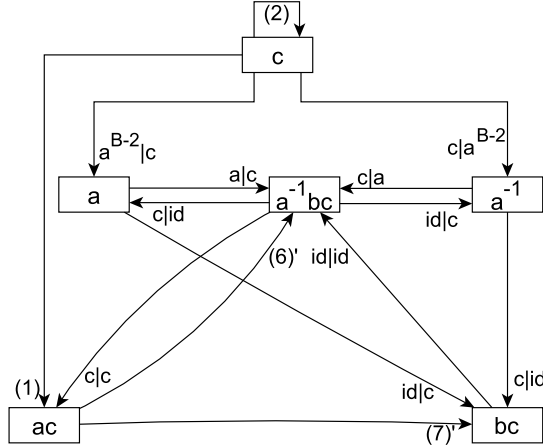 (2)
c
a^{B-2}|c
c|a^{B-2}
a|c
c|a
a
a^{-1}bc
a^{-1}
c|id
id|c
(6)'
id|id
c|c
id|c
c|id
(1)
ac
(7)'
bc